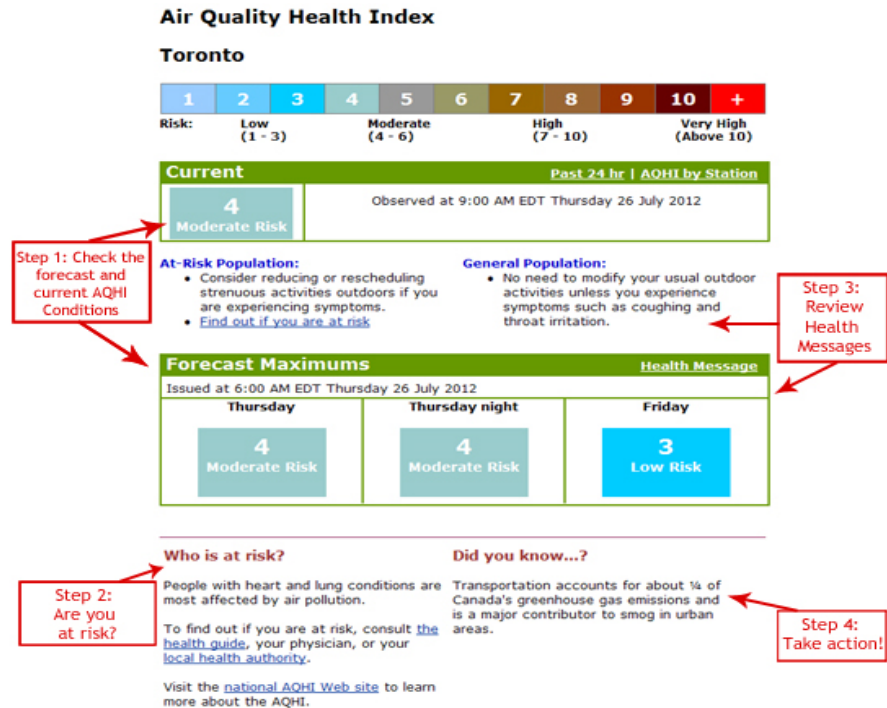 Air Quality Health Index
Toronto
1 2 3 4 5 6 7 8 9 10 +
Risk: Low Moderate High Very High
(1 - 3) (4 - 6) (7 - 10) (Above 10)
Current Past 24 hr | AQHI by Station
4
Moderate Risk
Observed at 9:00 AM EDT Thursday 26 July 2012
Step 1: Check the
forecast and
current AQHI
Conditions
At-Risk Population:
• Consider reducing or rescheduling
strenuous activities outdoors if you
are experiencing symptoms.
• Find out if you are at risk
General Population:
• No need to modify your usual outdoor
activities unless you experience
symptoms such as coughing and
throat irritation.
Step 3:
Review
Health
Messages
Forecast Maximums Health Message
Issued at 6:00 AM EDT Thursday 26 July 2012
Thursday Thursday night Friday
4 4 3
Moderate Risk Moderate Risk Low Risk
Step 2:
Are you
at risk?
Who is at risk?
People with heart and lung conditions are
most affected by air pollution.
To find out if you are at risk, consult the
health guide, your physician, or your
local health authority.
Visit the national AQHI Web site to learn
more about the AQHI.
Did you know...?
Transportation accounts for about ¼ of
Canada's greenhouse gas emissions and
is a major contributor to smog in urban
areas.
Step 4:
Take action!